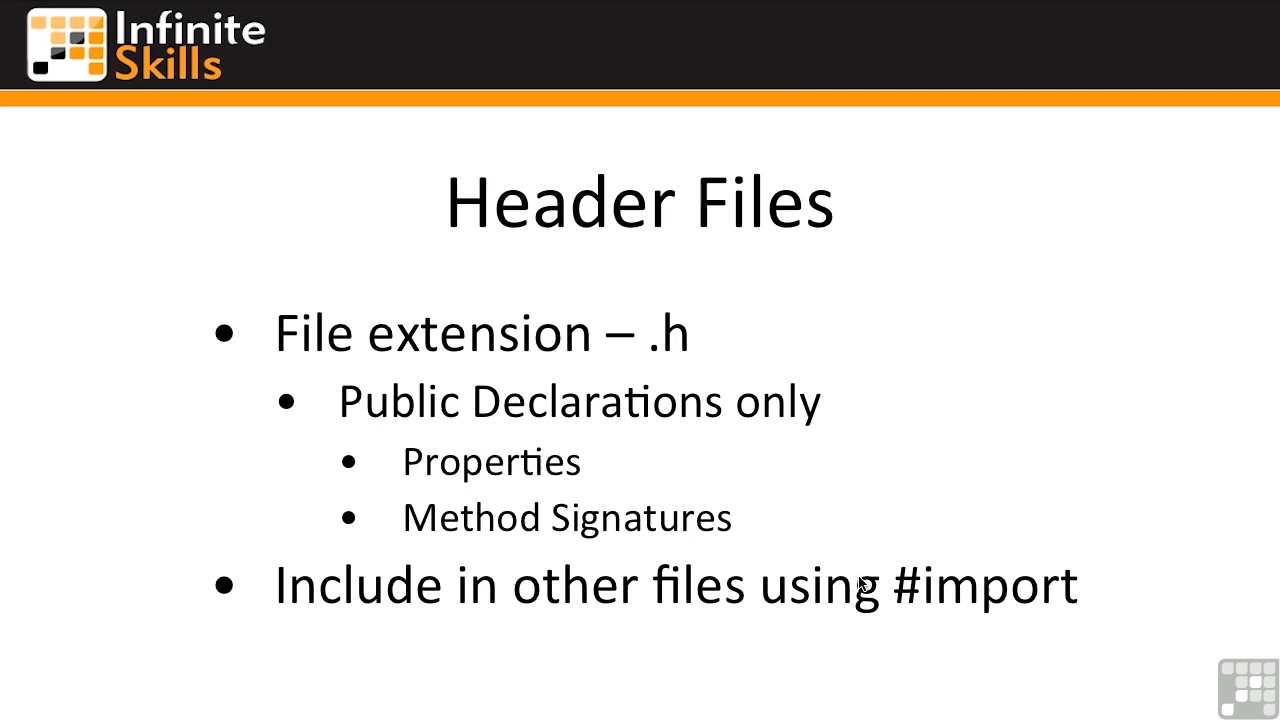 Infinite
Skills
Header Files
• File extension – .h
• Public Declarations only
• Properties
• Method Signatures
• Include in other files using #import